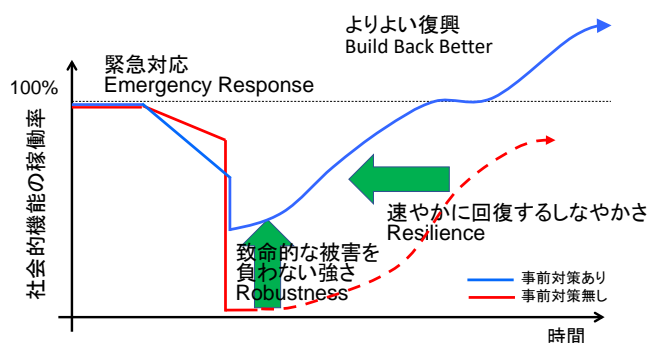 よりよい復興
Build Back Better
緊急対応
Emergency Response
100%
社会的機能の稼働率
速やかに回復するしなやかさ
Resilience
致命的な被害を
負わない強さ
Robustness
事前対策あり
事前対策無し
時間